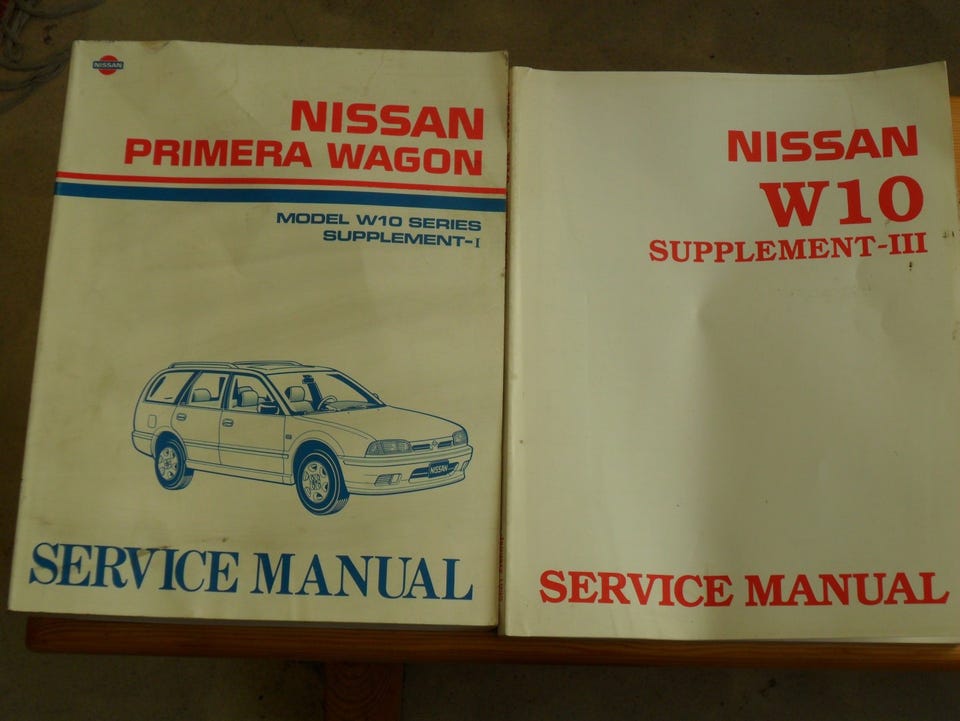 NISSAN
NISSAN
PRIMERA WAGON
MODEL W10 SERIES
SUPPLEMENT-I
NISSAN
SERVICE MANUAL
NISSAN
W10
SUPPLEMENT-III
SERVICE MANUAL